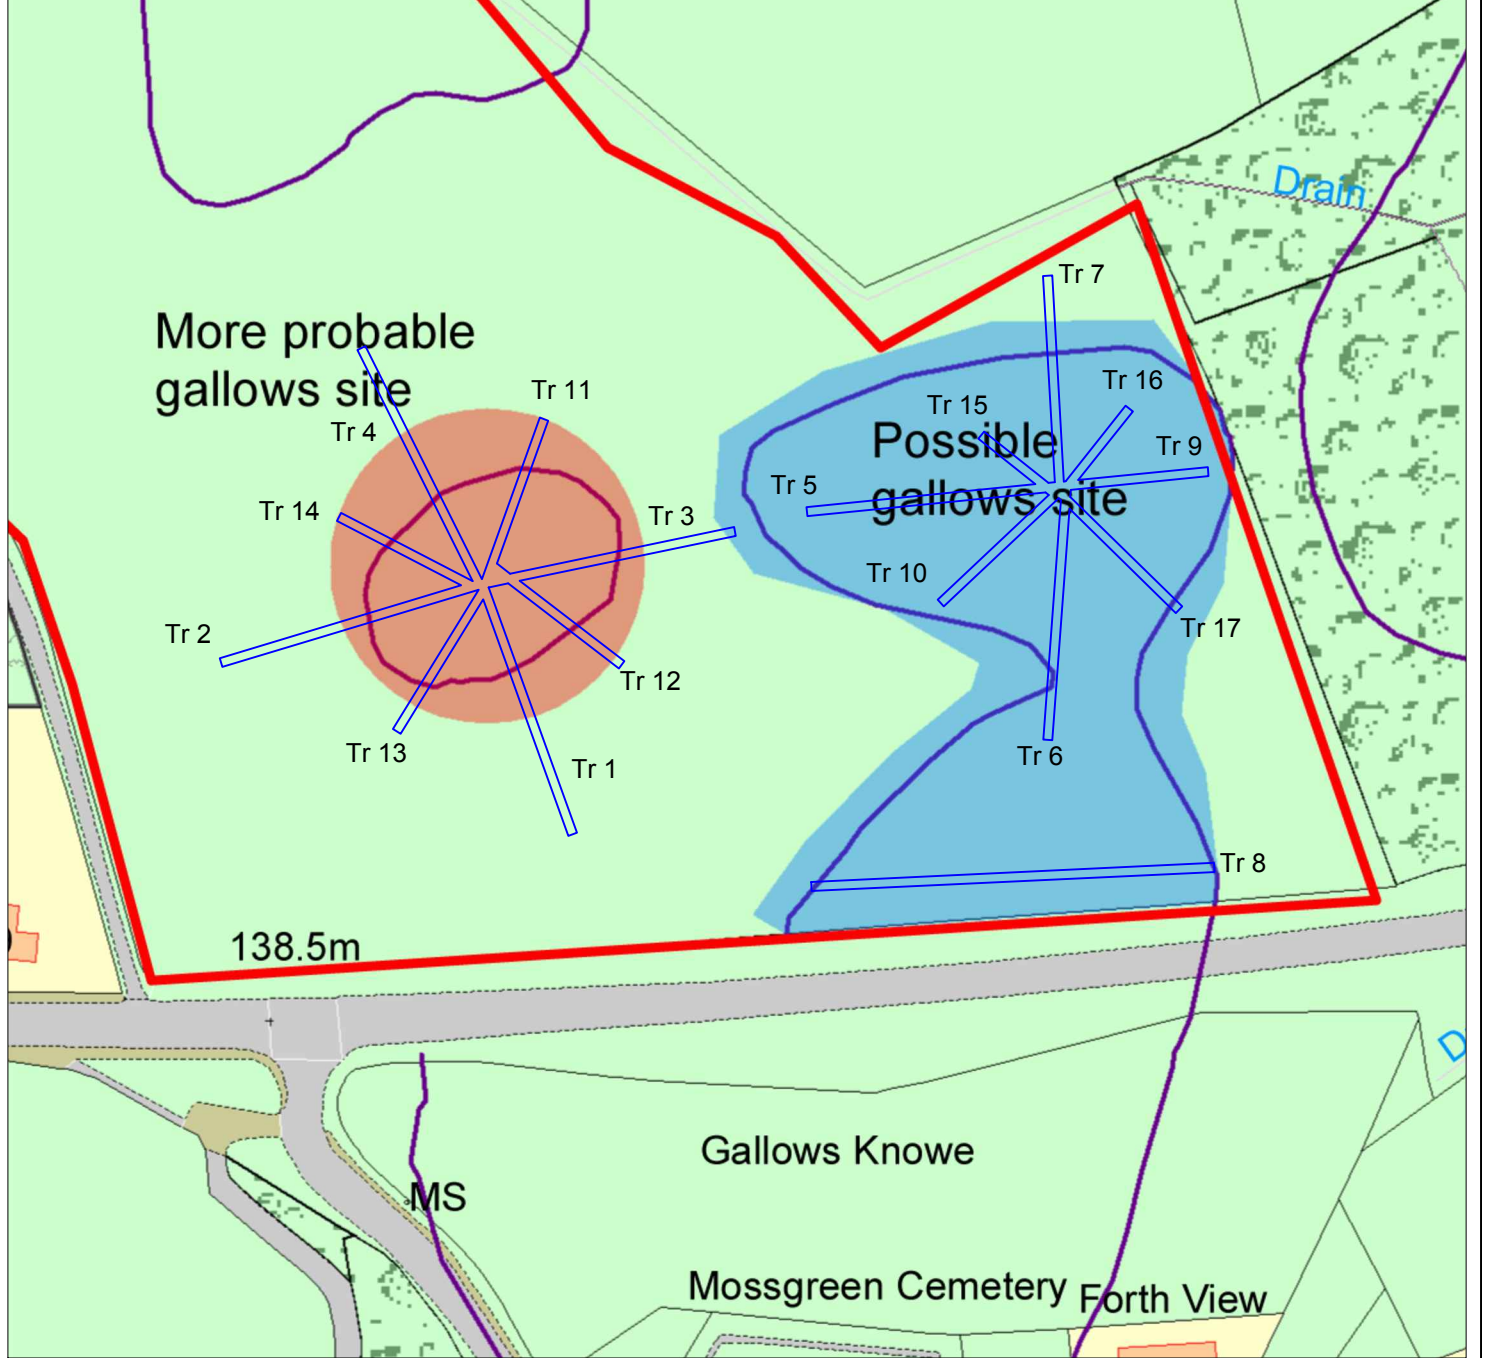 Drain
Tr 7
More probable
gallows site
Tr 16
Tr 11
Tr 15
Tr 4
Possible
gallows site
Tr 9
Tr 5
Tr 14
Tr 3
Tr 10
Tr 2
Tr 17
Tr 12
Tr 13
Tr 6
Tr 1
Tr 8
138.5m
D
Gallows Knowe
MS
Mossgreen Cemetery
Forth View